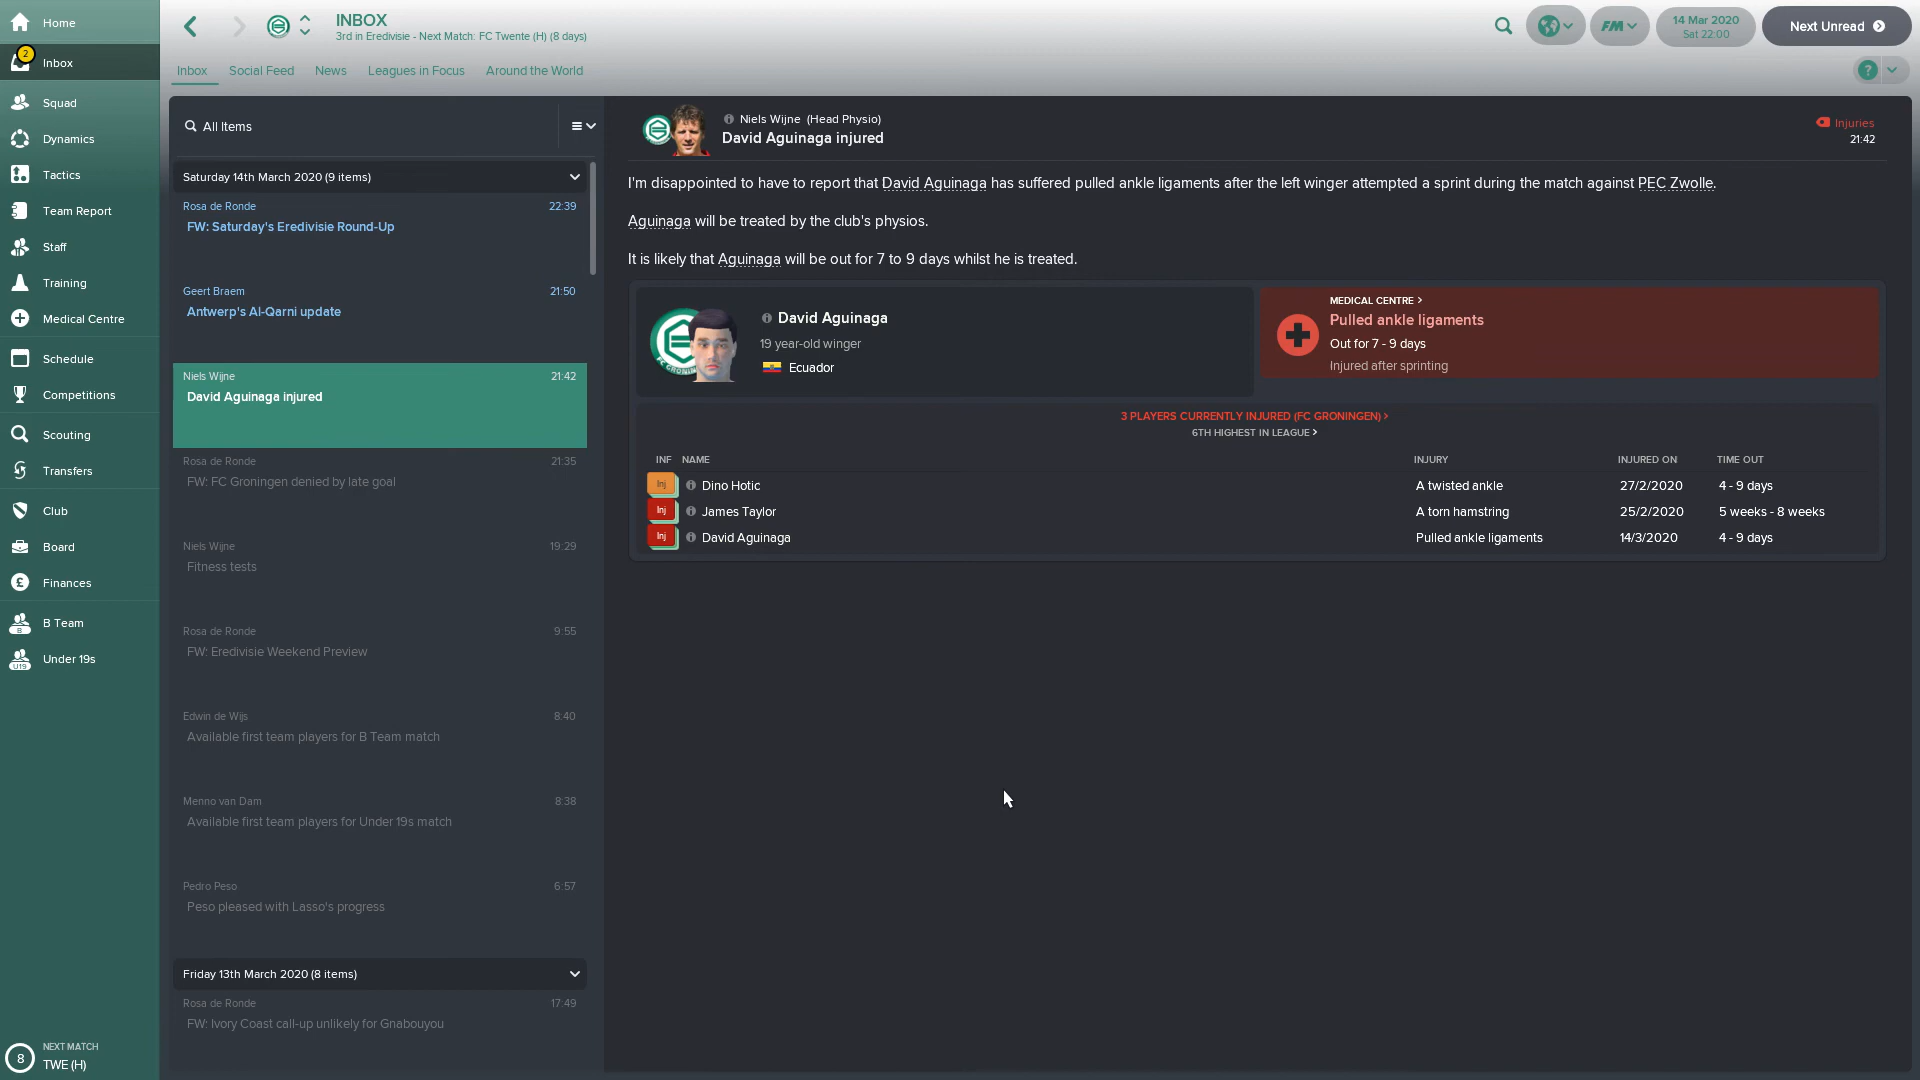 Home
2
Inbox
Squad
Dynamics
Tactics
Team Report
Staff
Training
Medical Centre
Schedule
Competitions
Scouting
Transfers
Club
Board
Finances
B
B Team
U19
Under 19s
8
NEXT MATCH
TWE (H)
INBOX
3rd in Eredivisie - Next Match: FC Twente (H) (8 days)
FM
14 Mar 2020
Sat 22:00
Next Unread
Inbox
Social Feed
News
Leagues in Focus
Around the World
?
All Items
Saturday 14th March 2020 (9 items)
Rosa de Ronde 22:39
FW: Saturday's Eredivisie Round-Up
Geert Braem 21:50
Antwerp's Al-Qarni update
Niels Wijne 21:42
David Aguinaga injured
Rosa de Ronde 21:35
FW: FC Groningen denied by late goal
Niels Wijne 19:29
Fitness tests
Rosa de Ronde 9:55
FW: Eredivisie Weekend Preview
Edwin de Wijs 8:40
Available first team players for B Team match
Menno van Dam 8:38
Available first team players for Under 19s match
Pedro Peso 6:57
Peso pleased with Lasso's progress
Friday 13th March 2020 (8 items)
Rosa de Ronde 17:49
FW: Ivory Coast call-up unlikely for Gnabouyou
Niels Wijne (Head Physio)
David Aguinaga injured
Injuries
21:42
I'm disappointed to have to report that David Aguinaga has suffered pulled ankle ligaments after the left winger attempted a sprint during the match against PEC Zwolle.
Aguinaga will be treated by the club's physios.
It is likely that Aguinaga will be out for 7 to 9 days whilst he is treated.
David Aguinaga
19 year-old winger
Ecuador
MEDICAL CENTRE >
Pulled ankle ligaments
Out for 7 - 9 days
Injured after sprinting
3 PLAYERS CURRENTLY INJURED (FC GRONINGEN) >
6TH HIGHEST IN LEAGUE >
INF NAME INJURY INJURED ON TIME OUT
Inj Dino Hotic A twisted ankle 27/2/2020 4 - 9 days
Inj James Taylor A torn hamstring 25/2/2020 5 weeks - 8 weeks
Inj David Aguinaga Pulled ankle ligaments 14/3/2020 4 - 9 days